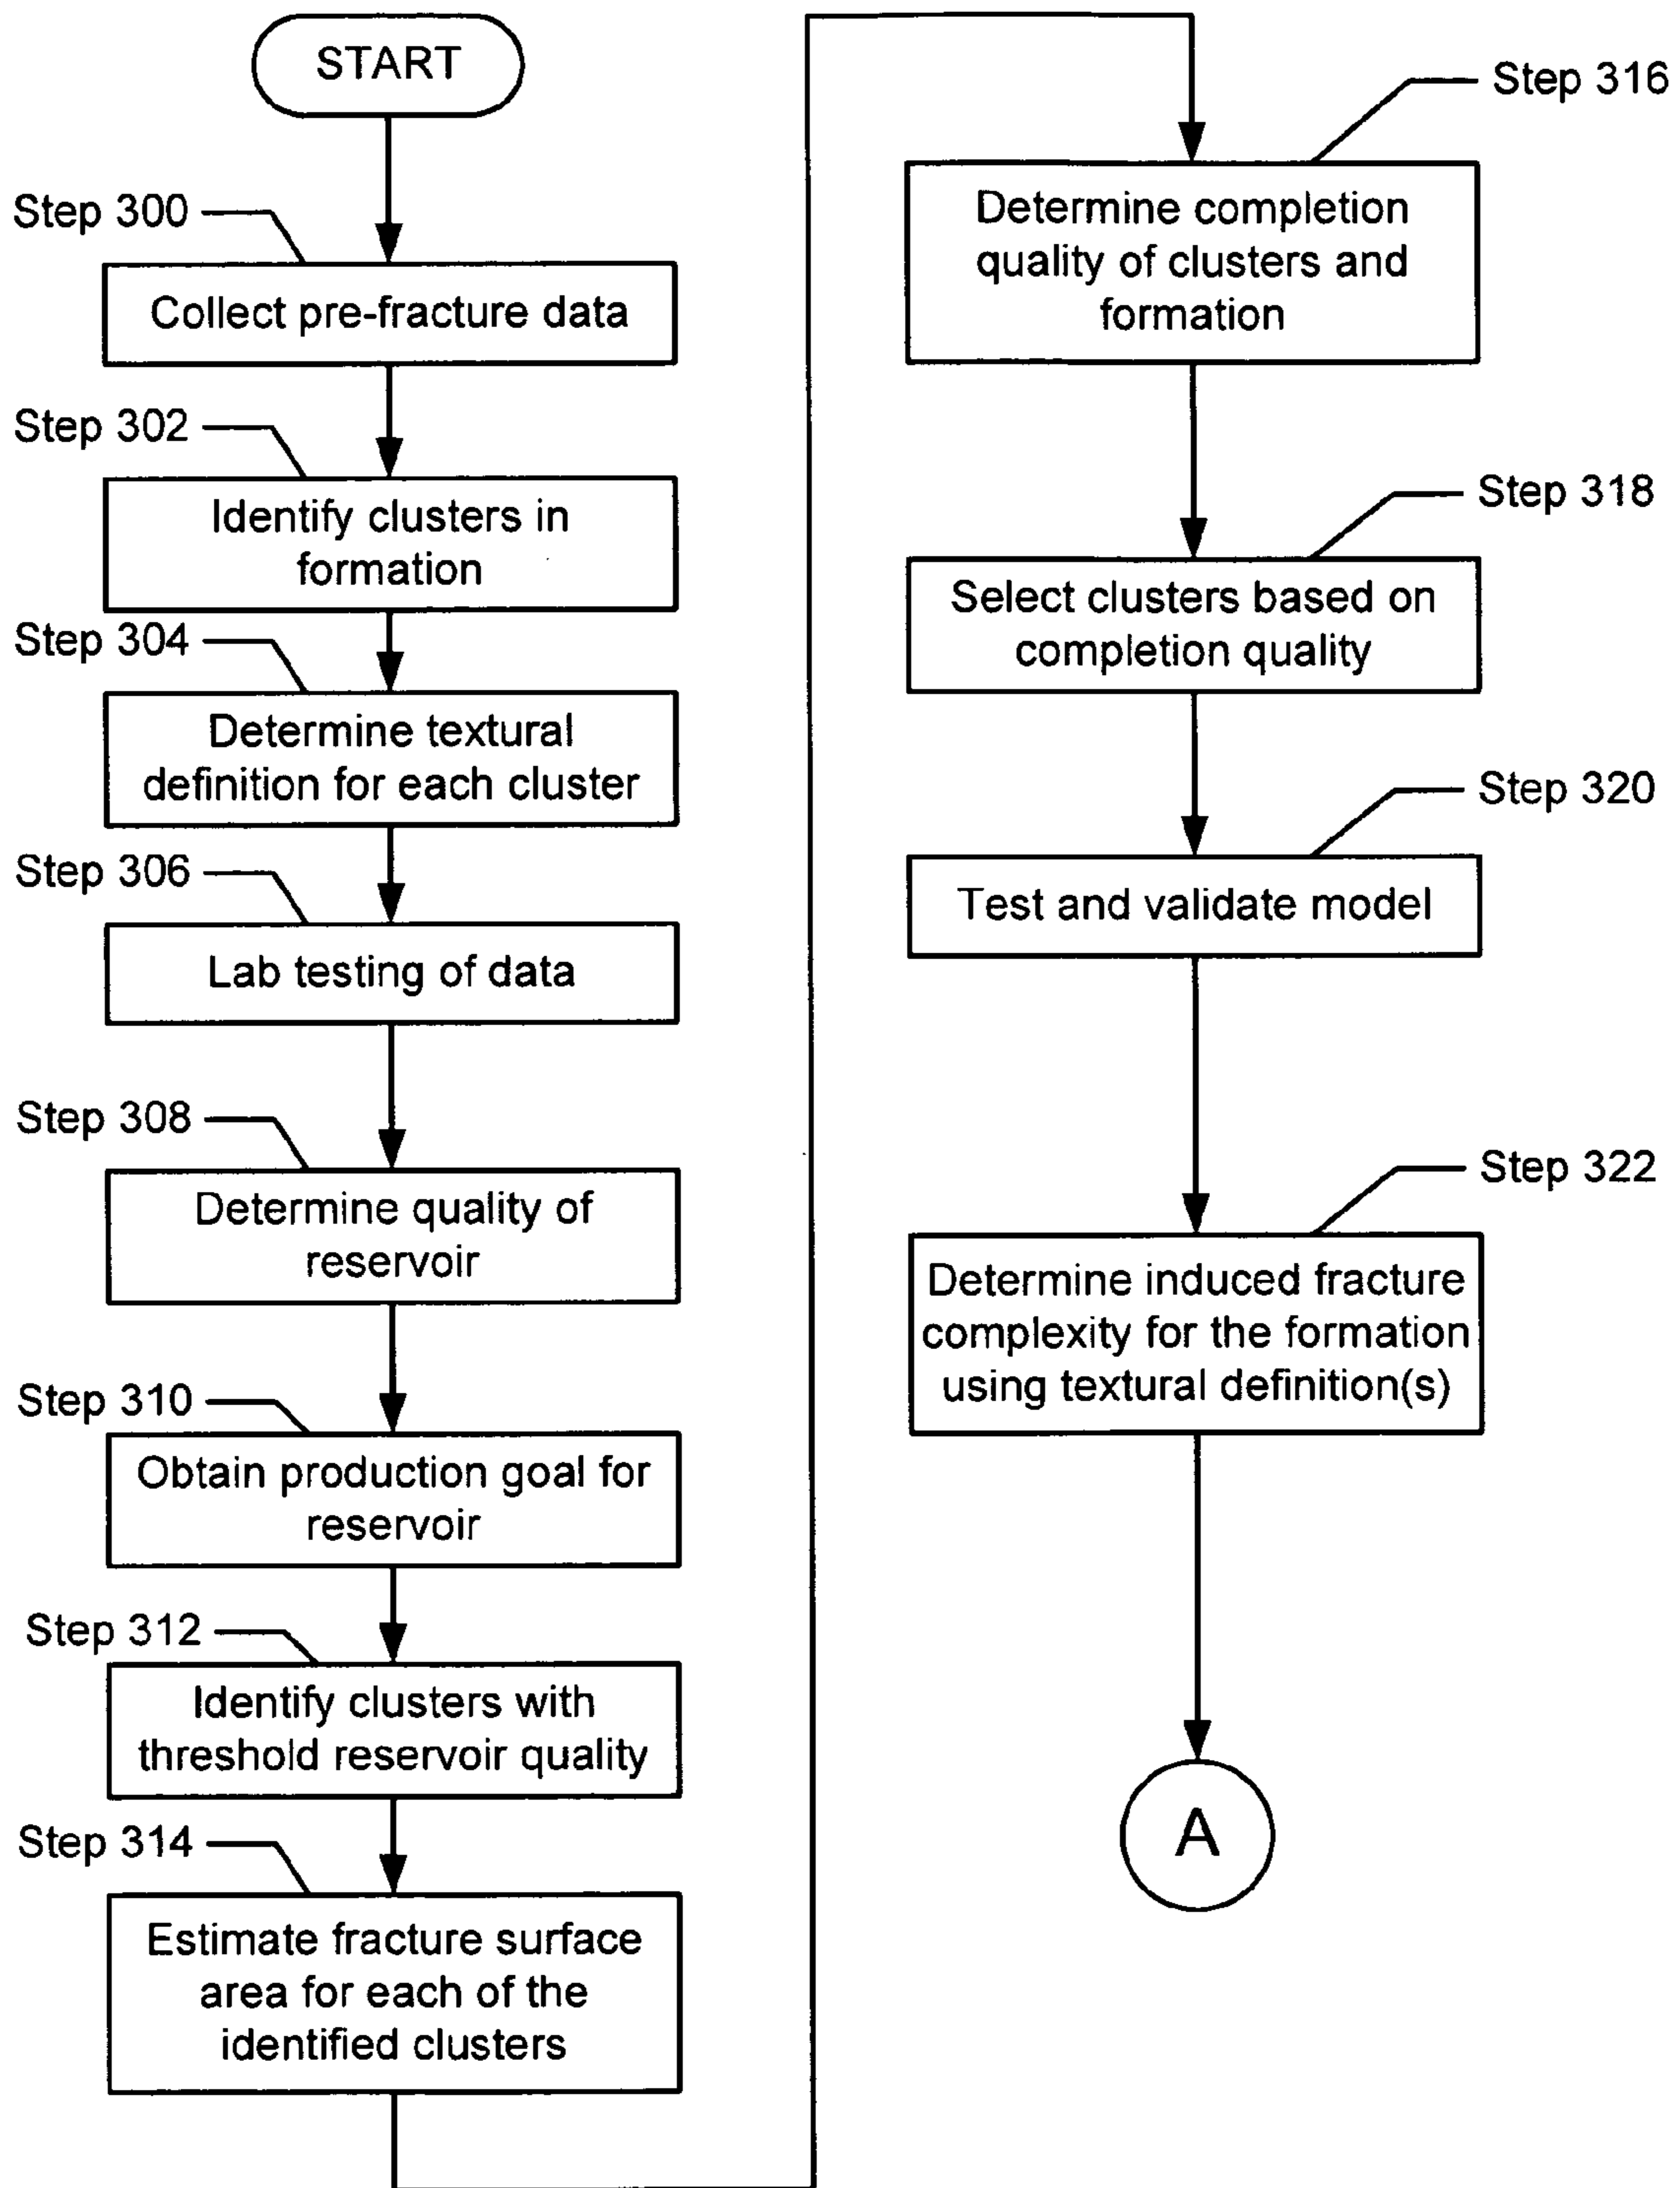 START
Step 300
Collect pre-fracture data
Step 302
Identify clusters in
formation
Step 304
Determine textural
definition for each cluster
Step 306
Lab testing of data
Step 308
Determine quality of
reservoir
Step 310
Obtain production goal for
reservoir
Step 312
Identify clusters with
threshold reservoir quality
Step 314
Estimate fracture surface
area for each of the
identified clusters
Step 316
Determine completion
quality of clusters and
formation
Step 318
Select clusters based on
completion quality
Step 320
Test and validate model
Step 322
Determine induced fracture
complexity for the formation
using textural definition(s)
A